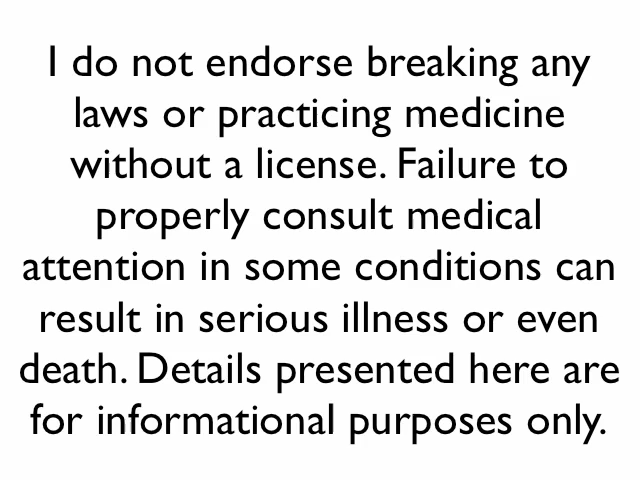 I do not endorse breaking any
laws or practicing medicine
without a license. Failure to
properly consult medical
attention in some conditions can
result in serious illness or even
death. Details presented here are
for informational purposes only.